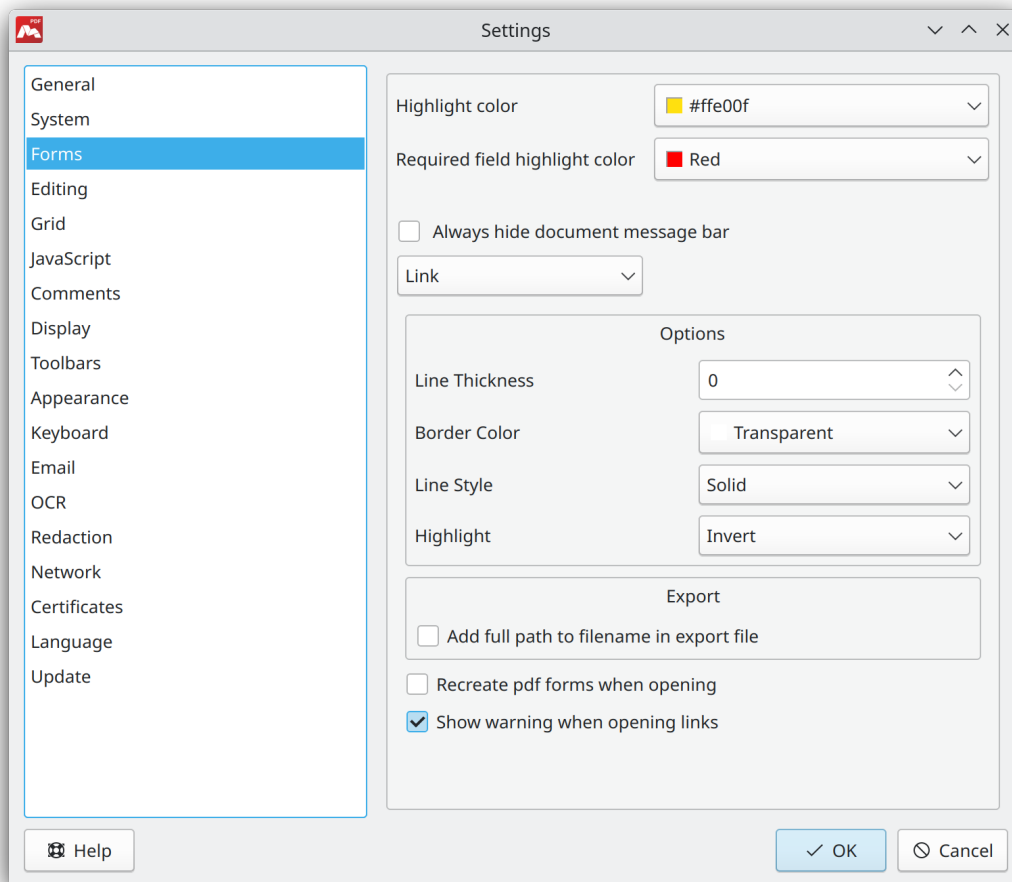 PDF
Settings
General
System
Forms
Editing
Grid
JavaScript
Comments
Display
Toolbars
Appearance
Keyboard
Email
OCR
Redaction
Network
Certificates
Language
Update
Highlight color #ffe00f
Required field highlight color Red
Always hide document message bar
Link
Options
Line Thickness 0
Border Color Transparent
Line Style Solid
Highlight Invert
Export
Add full path to filename in export file
Recreate pdf forms when opening
Show warning when opening links
Help OK Cancel